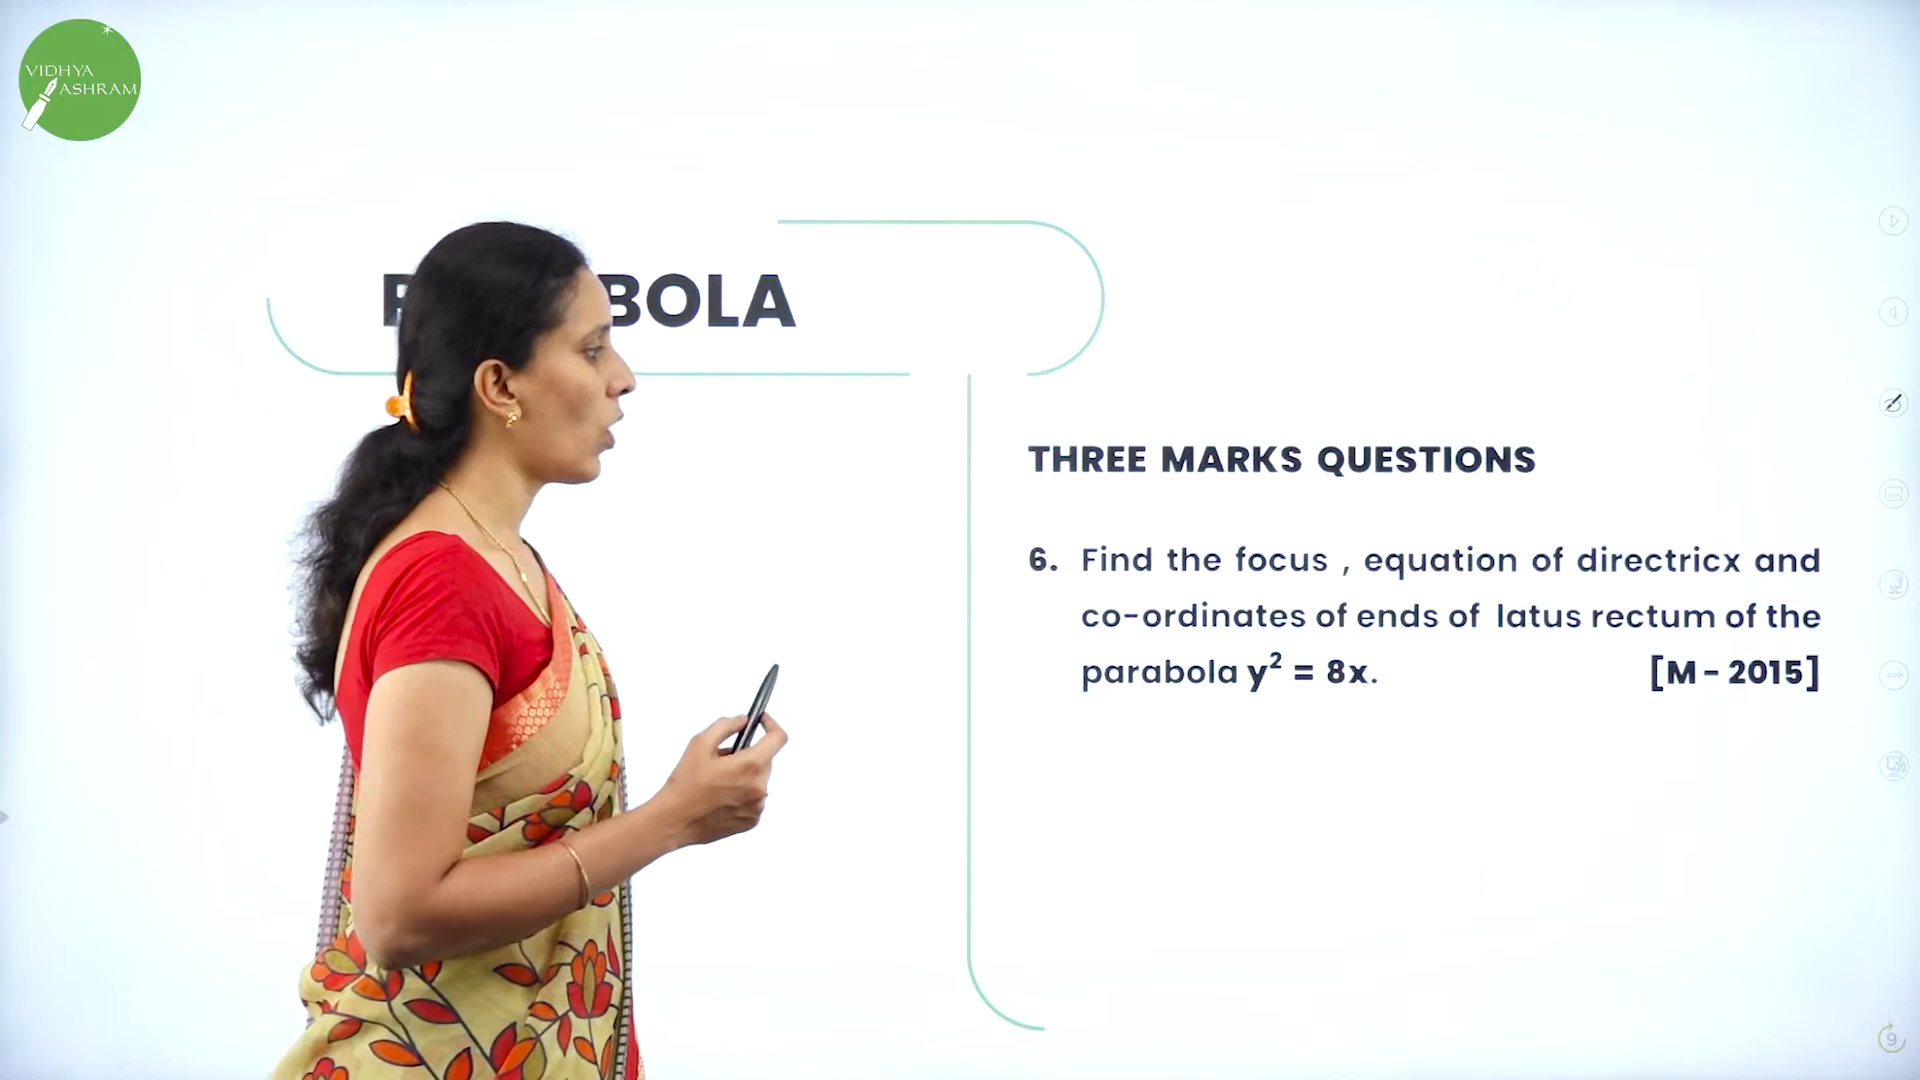 VIDHYA
ASHRAM
BOLA
THREE MARKS QUESTIONS
6. Find the focus , equation of directricx and
co-ordinates of ends of latus rectum of the
parabola y² = 8x. [M - 2015]
9